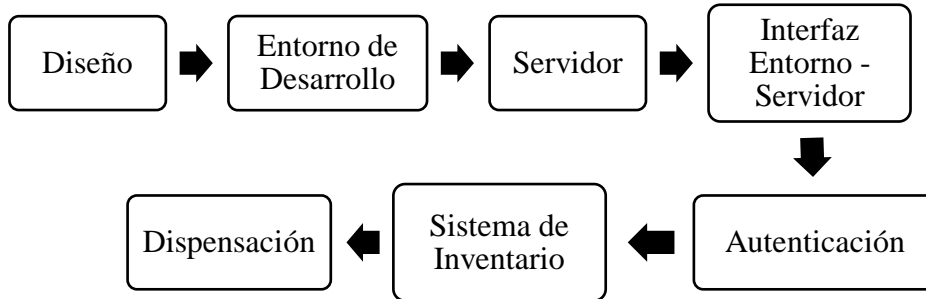 Diseño
Entorno de
Desarrollo
Servidor
Interfaz
Entorno -
Servidor
Autenticación
Sistema de
Inventario
Dispensación